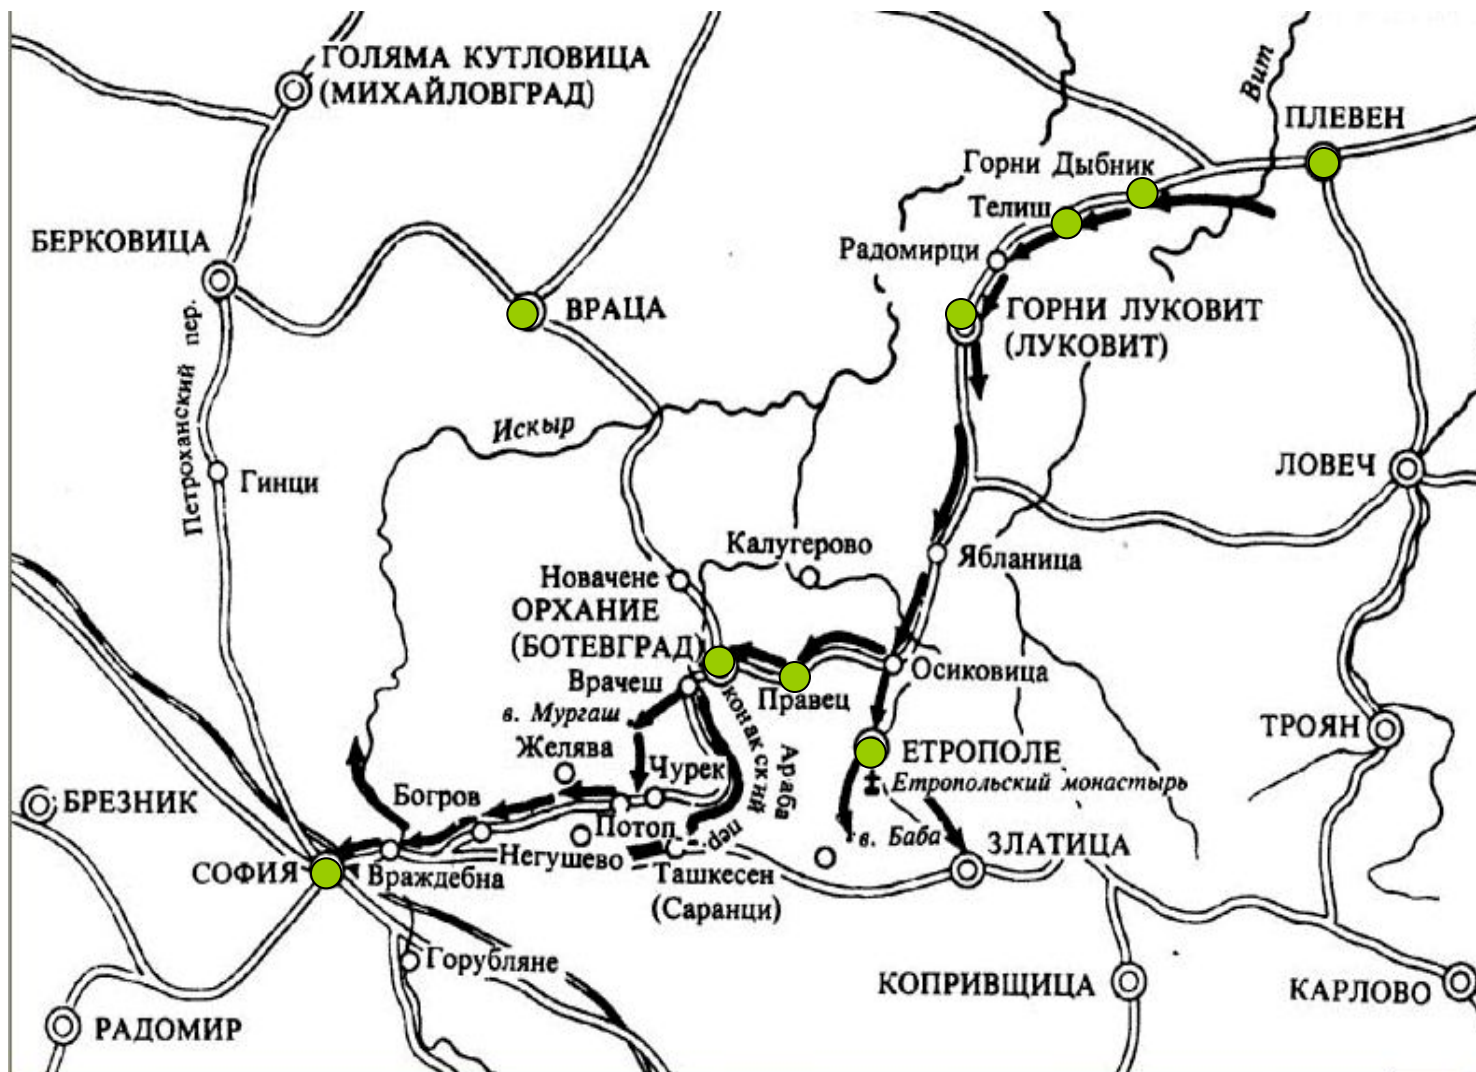 ГОЛЯМА КУТЛОВИЦА
(МИХАЙЛОВГРАД)
Вит
ПЛЕВЕН
Горни Дыбник
Телиш
Радомирци
БЕРКОВИЦА
ВРАЦА
ГОРНИ ЛУКОВИТ
(ЛУКОВИТ)
Петроханский пер.
Искыр
Гинци
ЛОВЕЧ
Калугерово
Ябланица
Новачене
ОРХАНИЕ
(БОТЕВГРАД)
Осиковица
Врачеш
Правец
в. Мургаш
Араба
конакский
пер.
ТРОЯН
Желява
ЕТРОПОЛЕ
Чурек
Етропольский монастырь
БРЕЗНИК
Богров
Потоп
в. Баба
ЗЛАТИЦА
Негушево
СОФИЯ
Враждебна
Ташкесен
(Саранци)
Горубляне
КОПРИВЩИЦА
КАРЛОВО
РАДОМИР